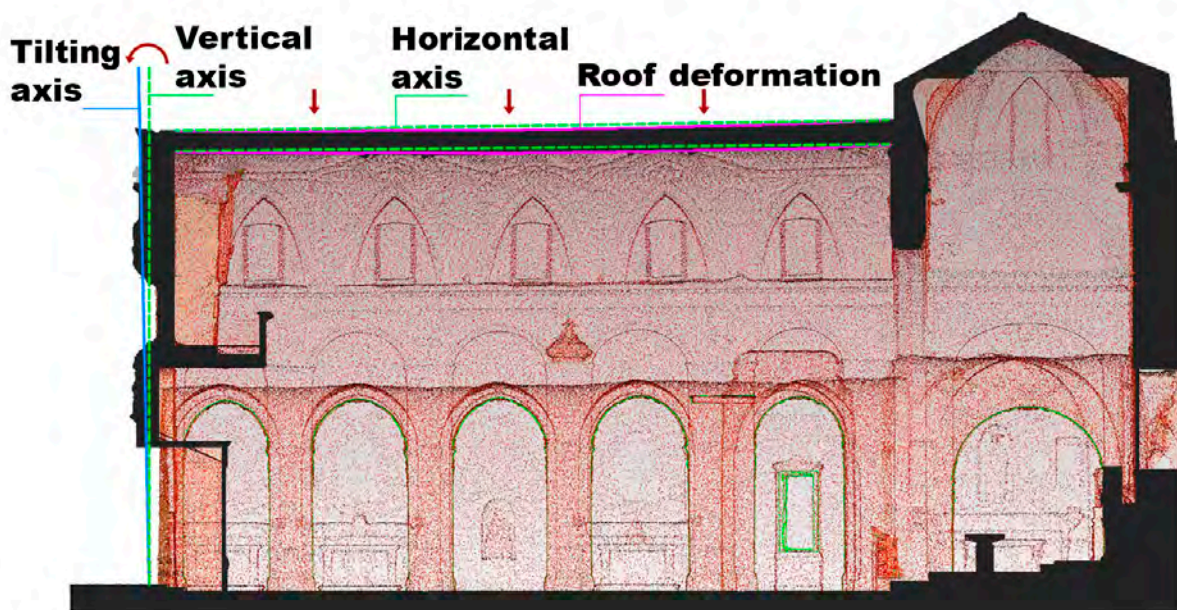 Tilting
axis
Vertical
axis
Horizontal
axis
Roof deformation